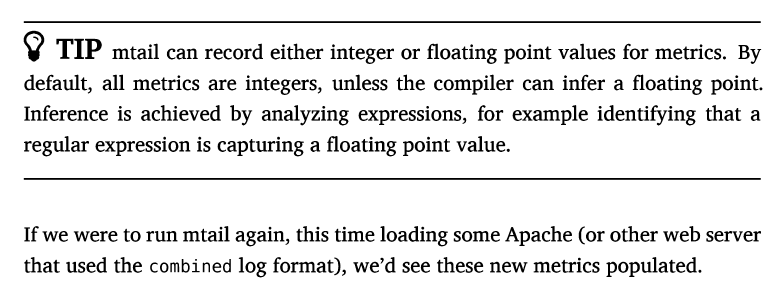 TIP mtail can record either integer or floating point values for metrics. By
default, all metrics are integers, unless the compiler can infer a floating point.
Inference is achieved by analyzing expressions, for example identifying that a
regular expression is capturing a floating point value.
If we were to run mtail again, this time loading some Apache (or other web server
that used the combined log format), we’d see these new metrics populated.